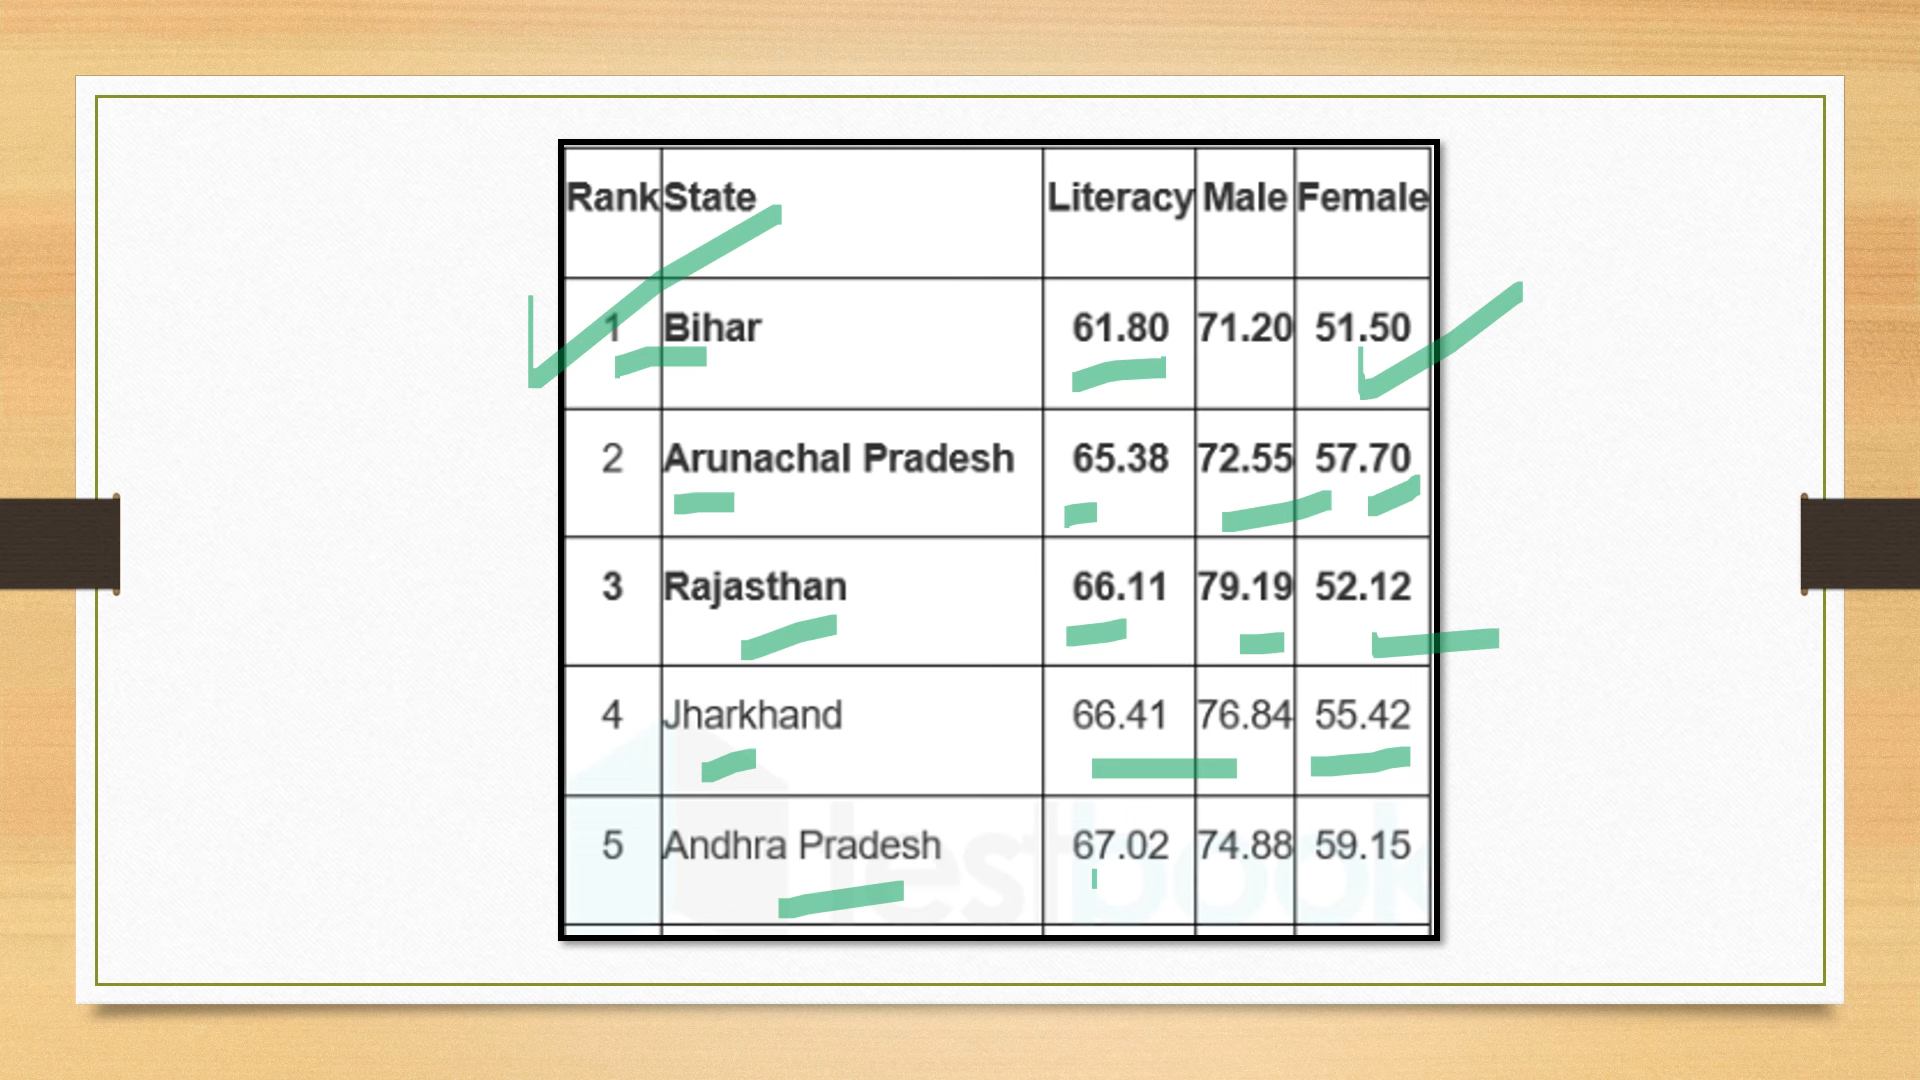 Rank State Literacy Male Female
1 Bihar 61.80 71.20 51.50
2 Arunachal Pradesh 65.38 72.55 57.70
3 Rajasthan 66.11 79.19 52.12
4 Jharkhand 66.41 76.84 55.42
5 Andhra Pradesh 67.02 74.88 59.15
testbook